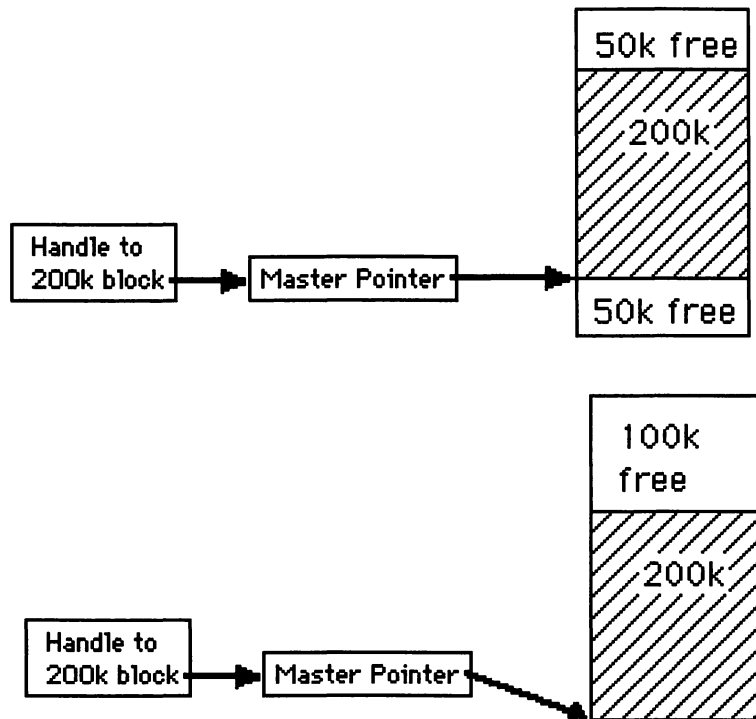 50k free
200k
Handle to
200k block
Master Pointer
50k free
100k
free
200k
Handle to
200k block
Master Pointer